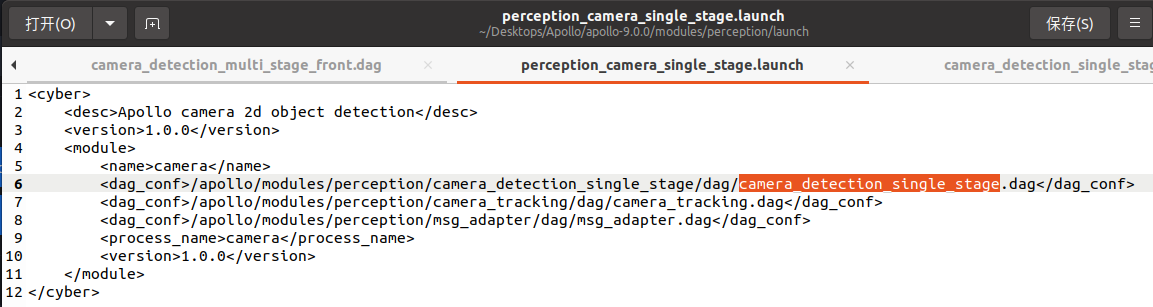 打开(O)
perception_camera_single_stage.launch
~/Desktops/Apollo/apollo-9.0.0/modules/perception/launch
保存(S)
camera_detection_multi_stage_front.dag
perception_camera_single_stage.launch
camera_detection_single_stag
1 <cyber>
2     <desc>Apollo camera 2d object detection</desc>
3     <version>1.0.0</version>
4     <module>
5         <name>camera</name>
6         <dag_conf>/apollo/modules/perception/camera_detection_single_stage/dag/camera_detection_single_stage.dag</dag_conf>
7         <dag_conf>/apollo/modules/perception/camera_tracking/dag/camera_tracking.dag</dag_conf>
8         <dag_conf>/apollo/modules/perception/msg_adapter/dag/msg_adapter.dag</dag_conf>
9         <process_name>camera</process_name>
10         <version>1.0.0</version>
11     </module>
12 </cyber>